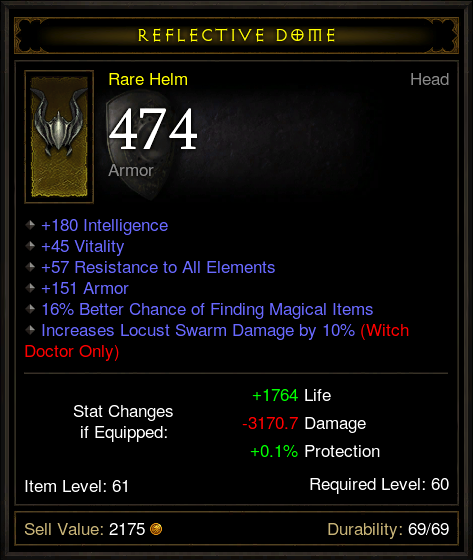 REFLECTIVE DOME
Rare Helm Head
474
Armor
+180 Intelligence
+45 Vitality
+57 Resistance to All Elements
+151 Armor
16% Better Chance of Finding Magical Items
Increases Locust Swarm Damage by 10% (Witch
Doctor Only)
Stat Changes
if Equipped:
+1764 Life
-3170.7 Damage
+0.1% Protection
Item Level: 61 Required Level: 60
Sell Value: 2175 Durability: 69/69